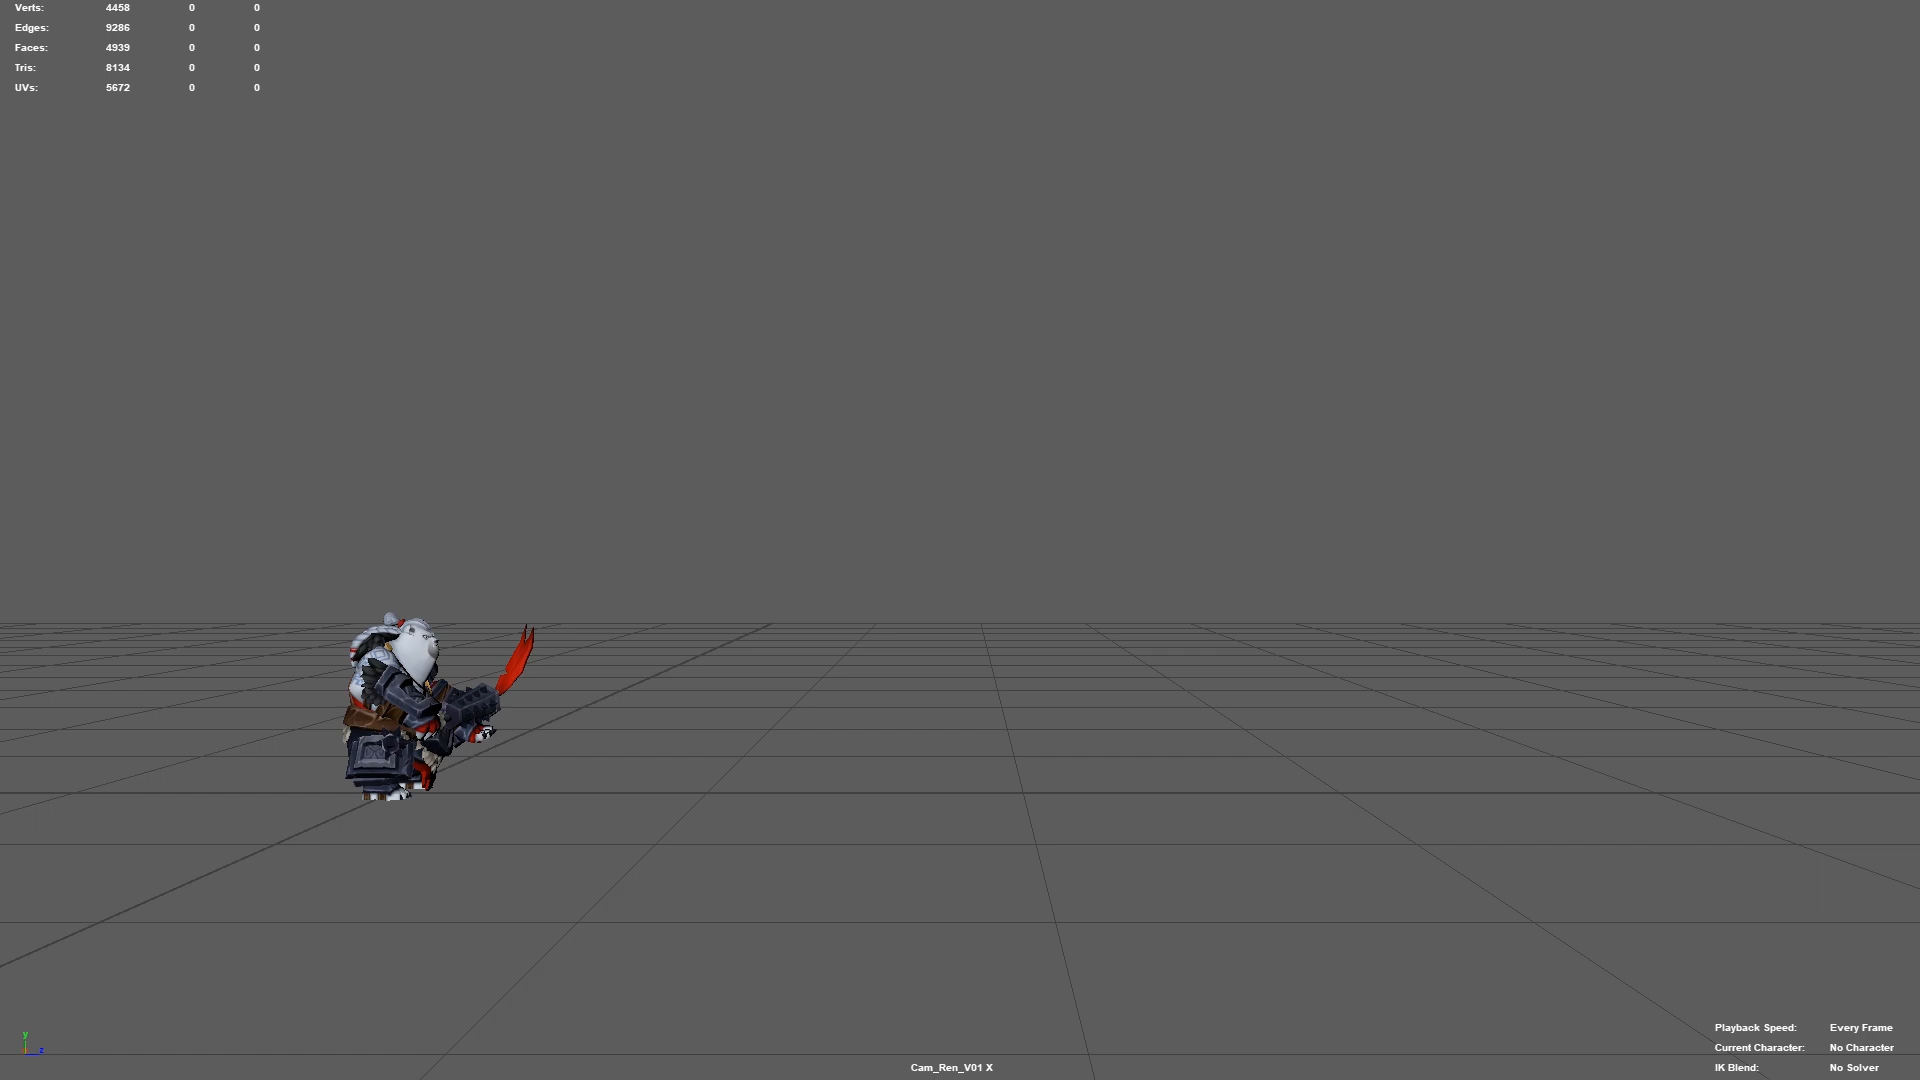 Verts: 4458 0 0
Edges: 9286 0 0
Faces: 4939 0 0
Tris: 8134 0 0
UVs: 5672 0 0
y
z
Playback Speed: Every Frame
Current Character: No Character
IK Blend: No Solver
Cam_Ren_V01 X